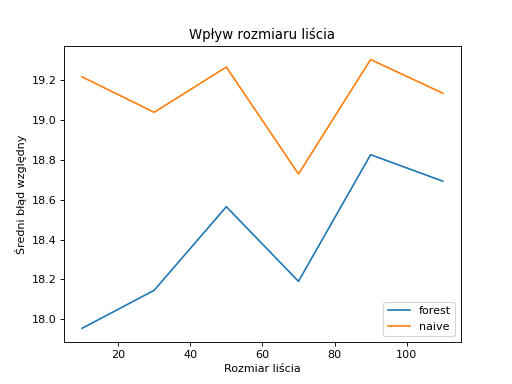 Wpływ rozmiaru liścia
Średni błąd względny
19.2
19.0
18.8
18.6
18.4
18.2
18.0
20
40
60
80
100
Rozmiar liścia
forest
naive